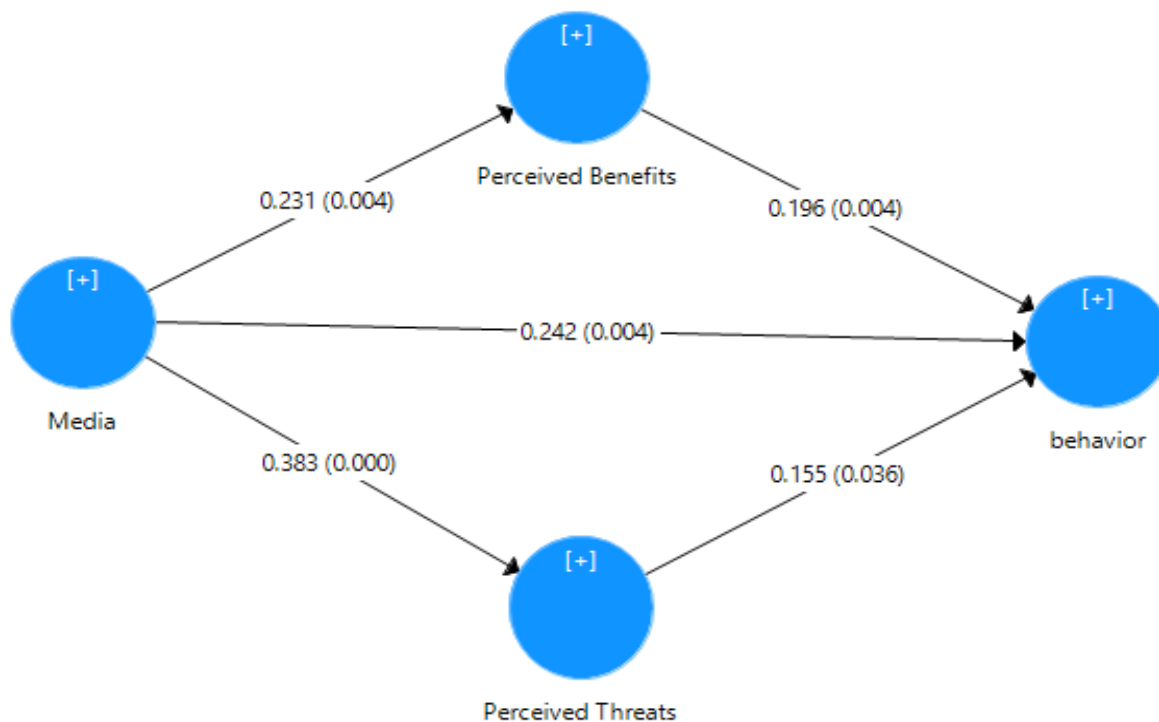 [+]
Perceived Benefits
0.231 (0.004)
0.196 (0.004)
[+]
Media
[+]
behavior
0.242 (0.004)
0.383 (0.000)
0.155 (0.036)
[+]
Perceived Threats